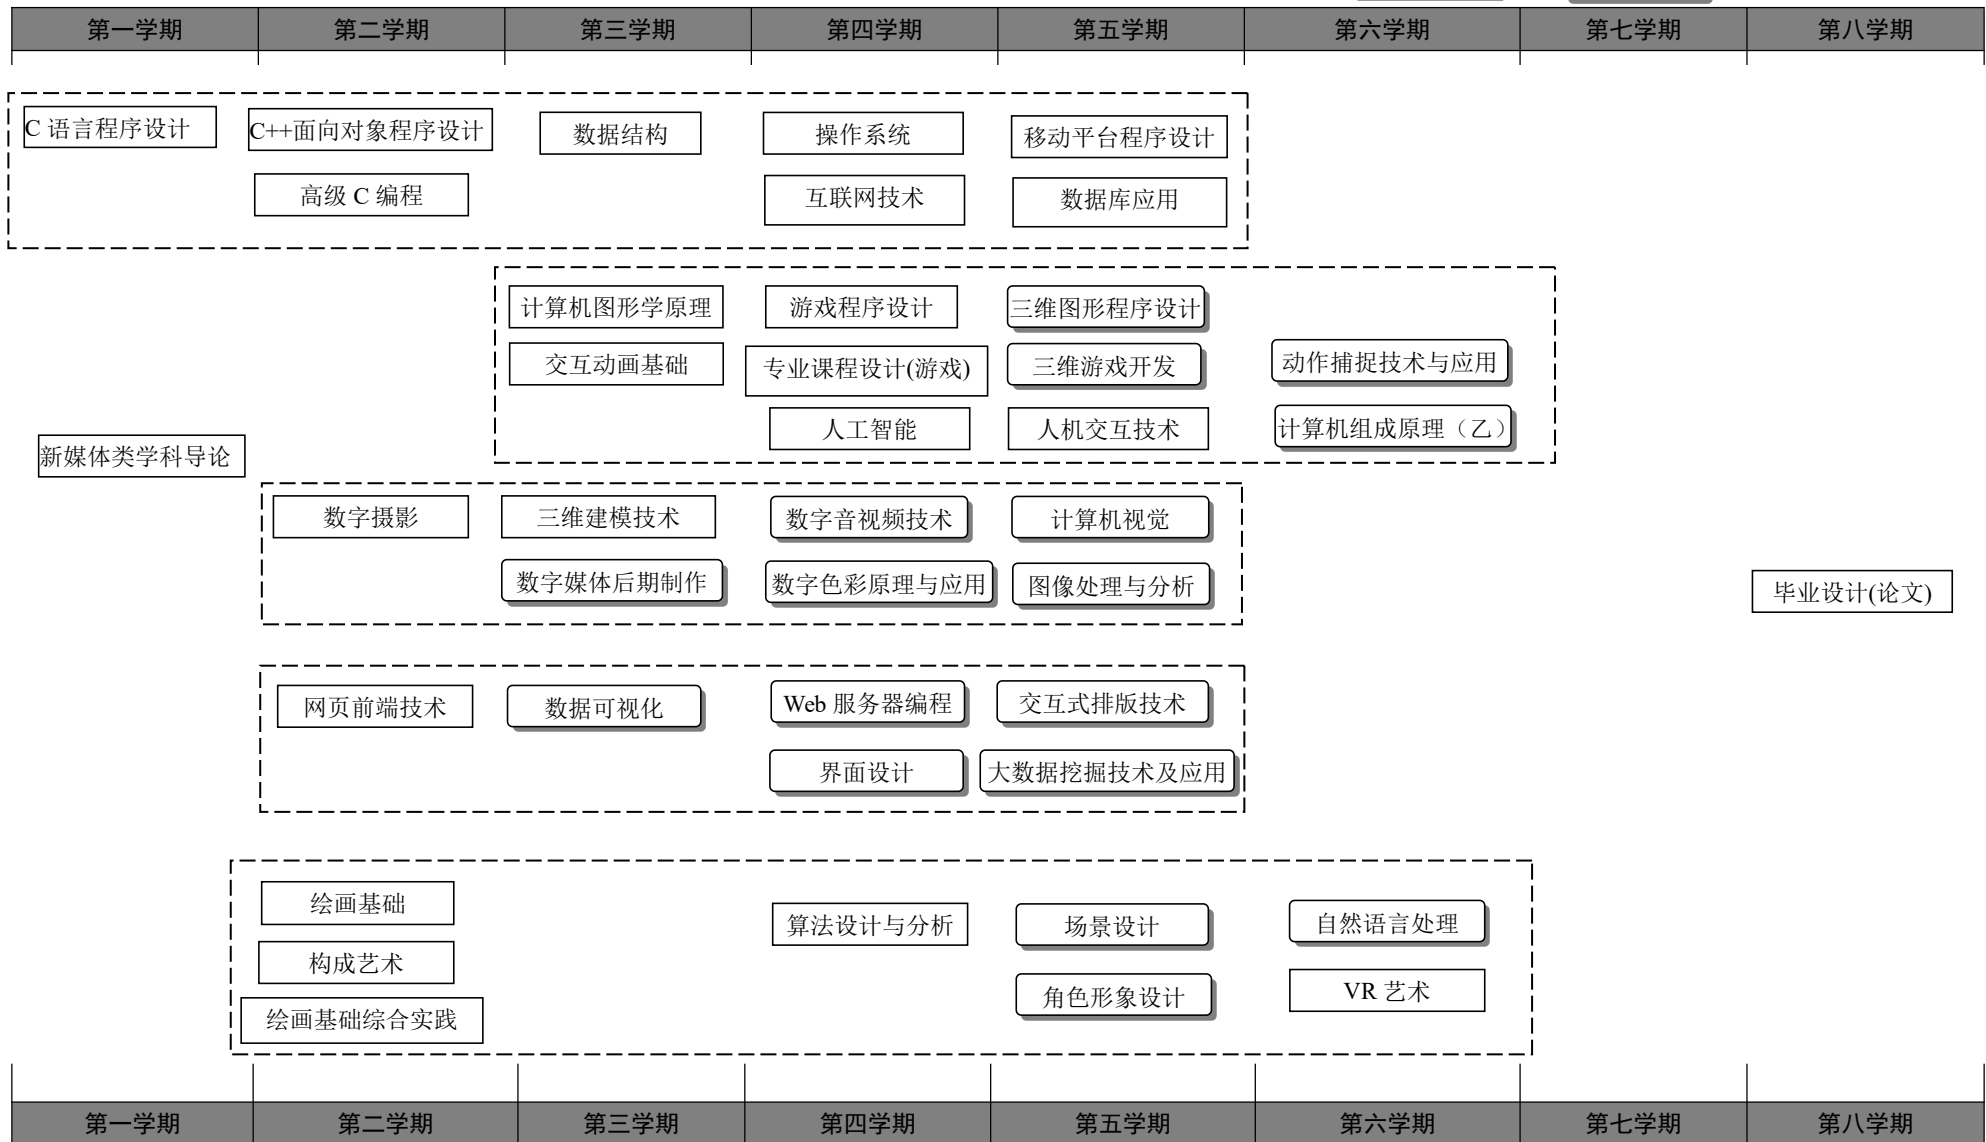 第一学期
第二学期
第三学期
第四学期
第五学期
第六学期
第七学期
第八学期
C 语言程序设计
C++面向对象程序设计
数据结构
操作系统
移动平台程序设计
高级 C 编程
互联网技术
数据库应用
计算机图形学原理
游戏程序设计
三维图形程序设计
交互动画基础
专业课程设计(游戏)
三维游戏开发
动作捕捉技术与应用
人工智能
人机交互技术
计算机组成原理（乙）
新媒体类学科导论
数字摄影
三维建模技术
数字音视频技术
计算机视觉
数字媒体后期制作
数字色彩原理与应用
图像处理与分析
毕业设计(论文)
网页前端技术
数据可视化
Web 服务器编程
交互式排版技术
界面设计
大数据挖掘技术及应用
绘画基础
算法设计与分析
场景设计
自然语言处理
构成艺术
角色形象设计
VR 艺术
绘画基础综合实践
第一学期
第二学期
第三学期
第四学期
第五学期
第六学期
第七学期
第八学期